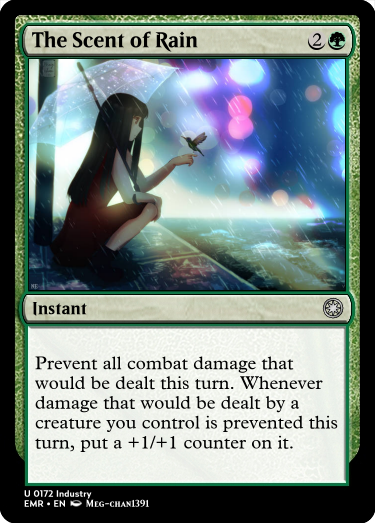 The Scent of Rain 2
Instant
Prevent all combat damage that
would be dealt this turn. Whenever
damage that would be dealt by a
creature you control is prevented this
turn, put a +1/+1 counter on it.
U 0172 Industry
EMR • EN Meg-chan1391